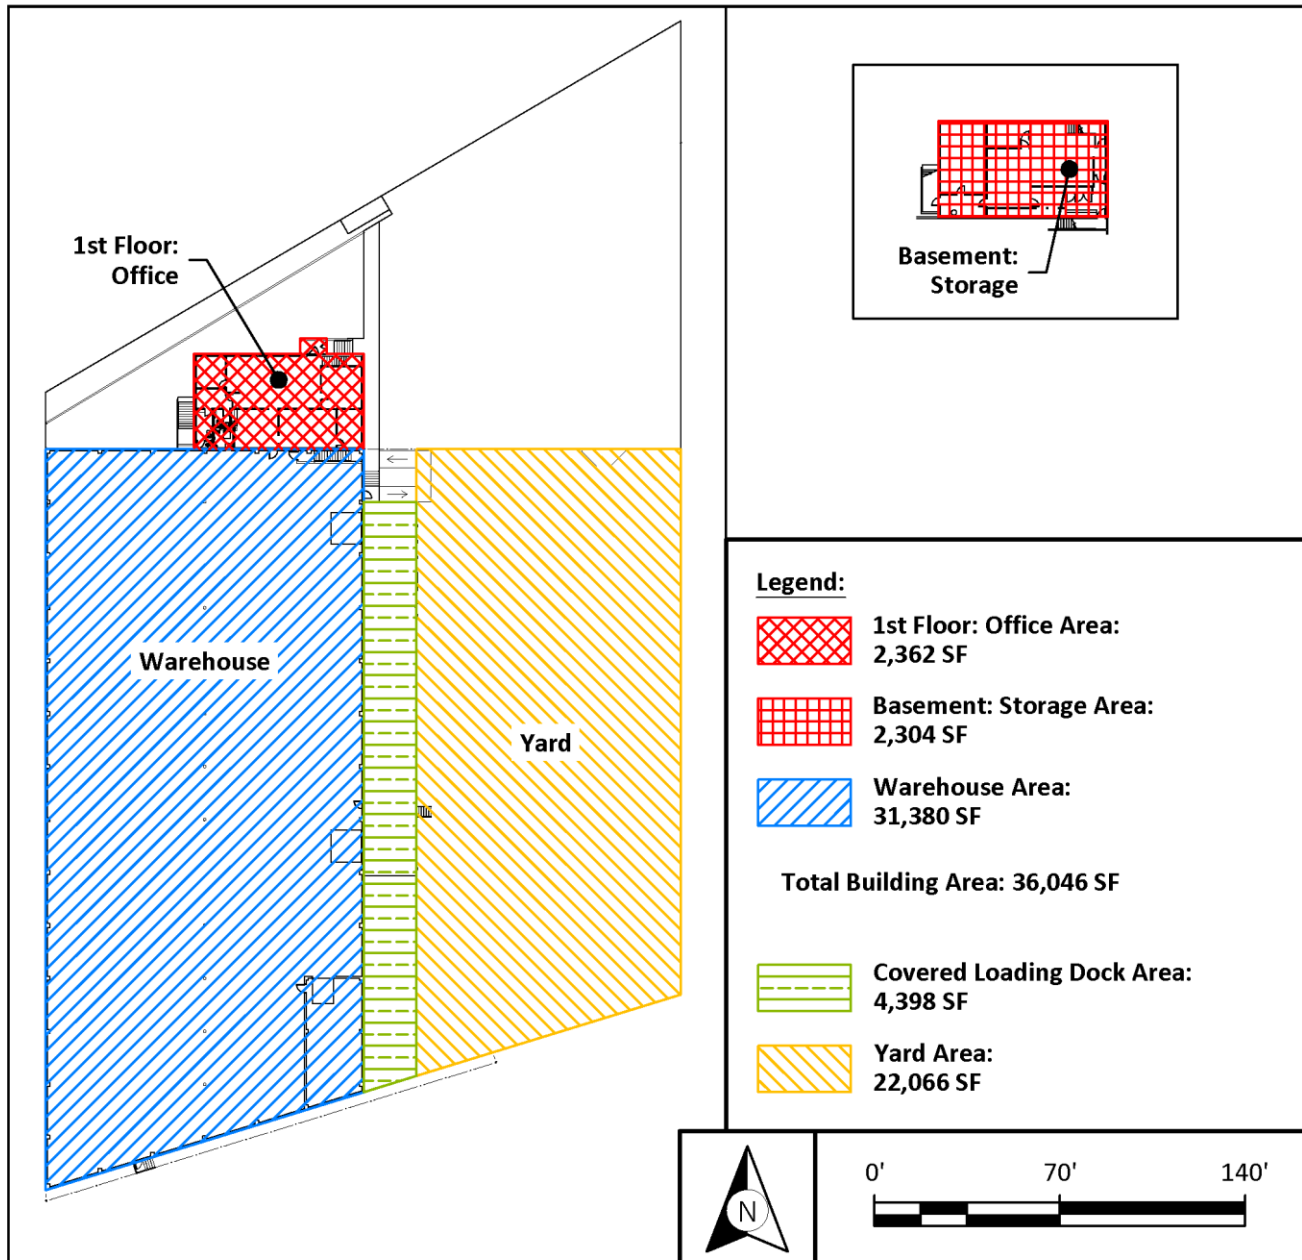 1st Floor:
Office
Basement:
Storage
Warehouse
Yard
Legend:
1st Floor: Office Area:
2,362 SF
Basement: Storage Area:
2,304 SF
Warehouse Area:
31,380 SF
Total Building Area: 36,046 SF
Covered Loading Dock Area:
4,398 SF
Yard Area:
22,066 SF
N
0' 70' 140'